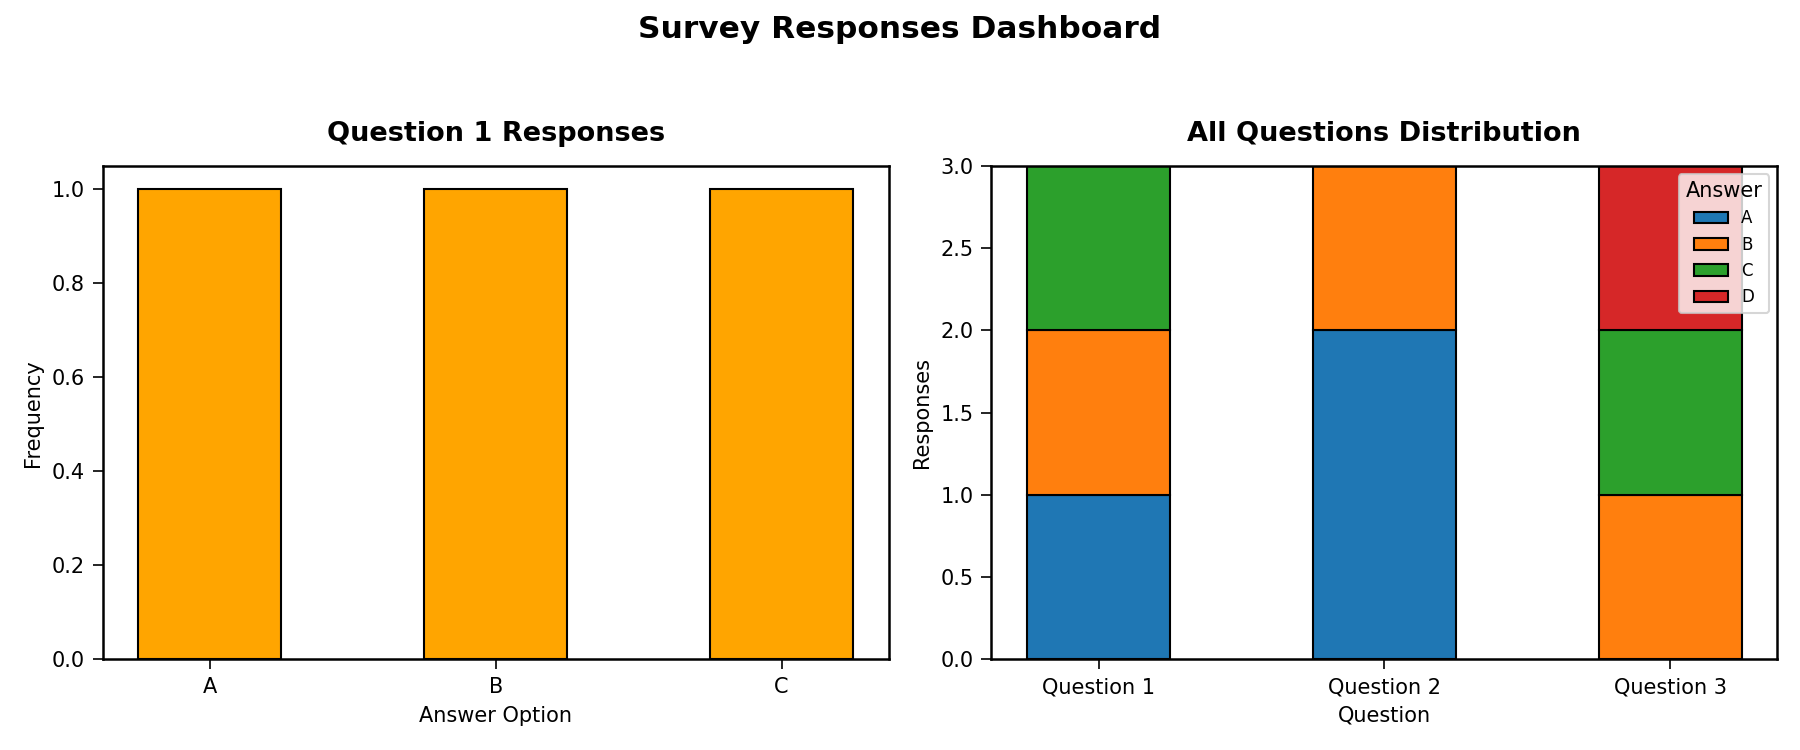 Survey Responses Dashboard
Question 1 Responses
1.0
0.8
0.6
0.4
0.2
0.0
Frequency
A
B
C
Answer Option
All Questions Distribution
3.0
2.5
2.0
1.5
1.0
0.5
0.0
Responses
Answer
A
B
C
D
Question 1
Question 2
Question 3
Question